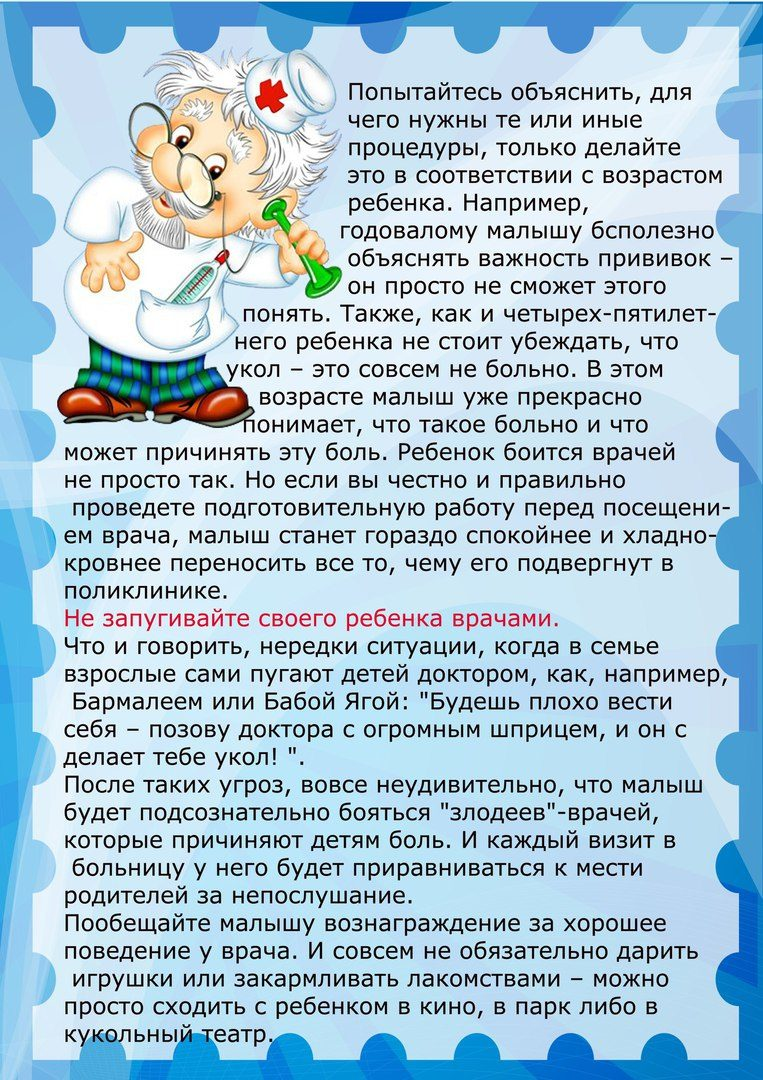 Попытайтесь объяснить, для
чего нужны те или иные
процедуры, только делайте
это в соответствии с возрастом
ребенка. Например,
годовалому малышу бсполезно
объяснять важность прививок –
он просто не сможет этого
понять. Также, как и четырех-пятилет-
него ребенка не стоит убеждать, что
укол – это совсем не больно. В этом
возрасте малыш уже прекрасно
понимает, что такое больно и что
может причинять эту боль. Ребенок боится врачей
не просто так. Но если вы честно и правильно
проведете подготовительную работу перед посещени-
ем врача, малыш станет гораздо спокойнее и хладно-
кровнее переносить все то, чему его подвергнут в
поликлинике.
Не запугивайте своего ребенка врачами.
Что и говорить, нередки ситуации, когда в семье
взрослые сами пугают детей доктором, как, например,
Бармалеем или Бабой Ягой: "Будешь плохо вести
себя – позову доктора с огромным шприцем, и он с
делает тебе укол! ".
После таких угроз, вовсе неудивительно, что малыш
будет подсознательно бояться "злодеев"-врачей,
которые причиняют детям боль. И каждый визит в
больницу у него будет приравниваться к мести
родителей за непослушание.
Пообещайте малышу вознаграждение за хорошее
поведение у врача. И совсем не обязательно дарить
игрушки или закармливать лакомствами – можно
просто сходить с ребенком в кино, в парк либо в
кукольный театр.